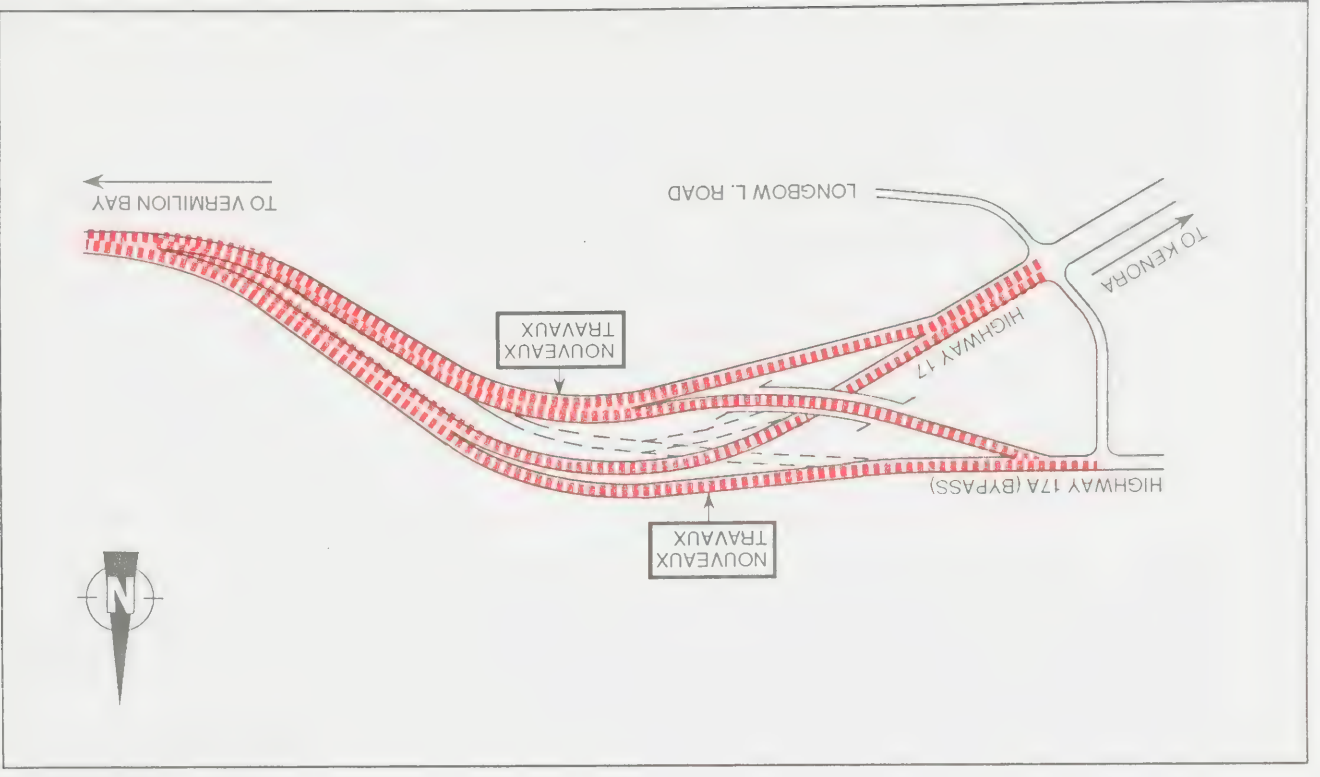 N
NOUVEAUX
TRAVAUX
HIGHWAY 17A (BYPASS)
HIGHWAY 17
NOUVEAUX
TRAVAUX
TO KENORA
LONGBOW L. ROAD
TO VERMILION BAY